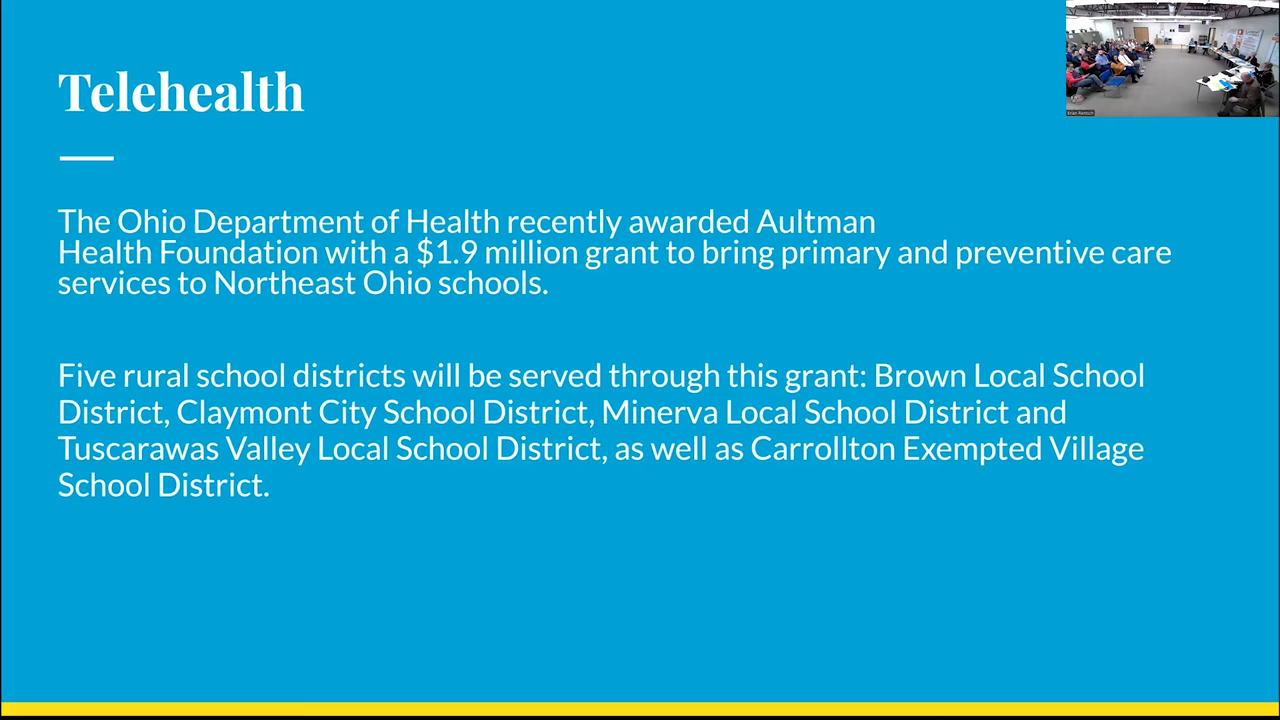 Telehealth
The Ohio Department of Health recently awarded Aultman
Health Foundation with a $1.9 million grant to bring primary and preventive care
services to Northeast Ohio schools.
Five rural school districts will be served through this grant: Brown Local School
District, Claymont City School District, Minerva Local School District and
Tuscarawas Valley Local School District, as well as Carrollton Exempted Village
School District.